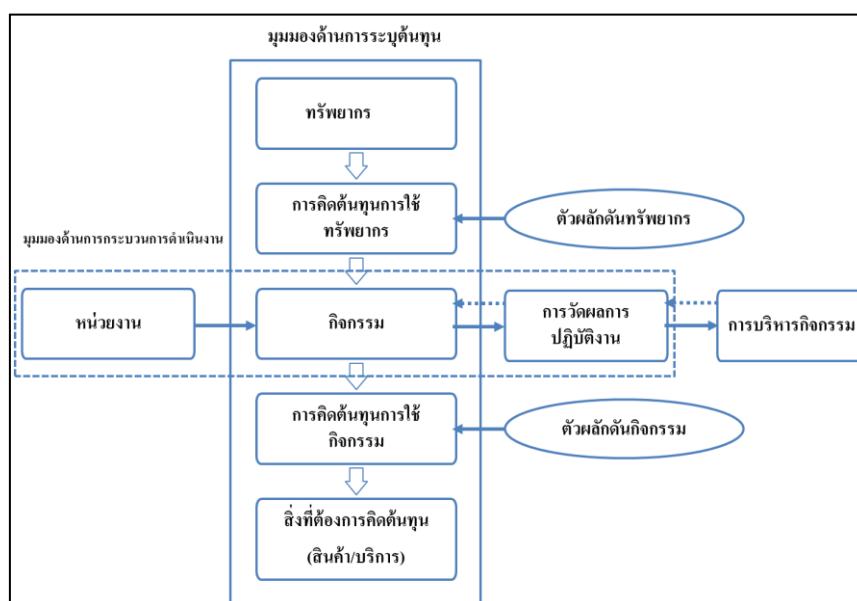 มุมมองด้านการระบุต้นทุน
ทรัพยากร
การคิดต้นทุนการใช้
ทรัพยากร
ตัวผลักดันทรัพยากร
มุมมองด้านการกระบวนการดำเนินงาน
หน่วยงาน
กิจกรรม
การวัดผลการ
ปฏิบัติงาน
การบริหารกิจกรรม
การคิดต้นทุนการใช้
กิจกรรม
ตัวผลักดันกิจกรรม
สิ่งที่ต้องการคิดต้นทุน
(สินค้า/บริการ)